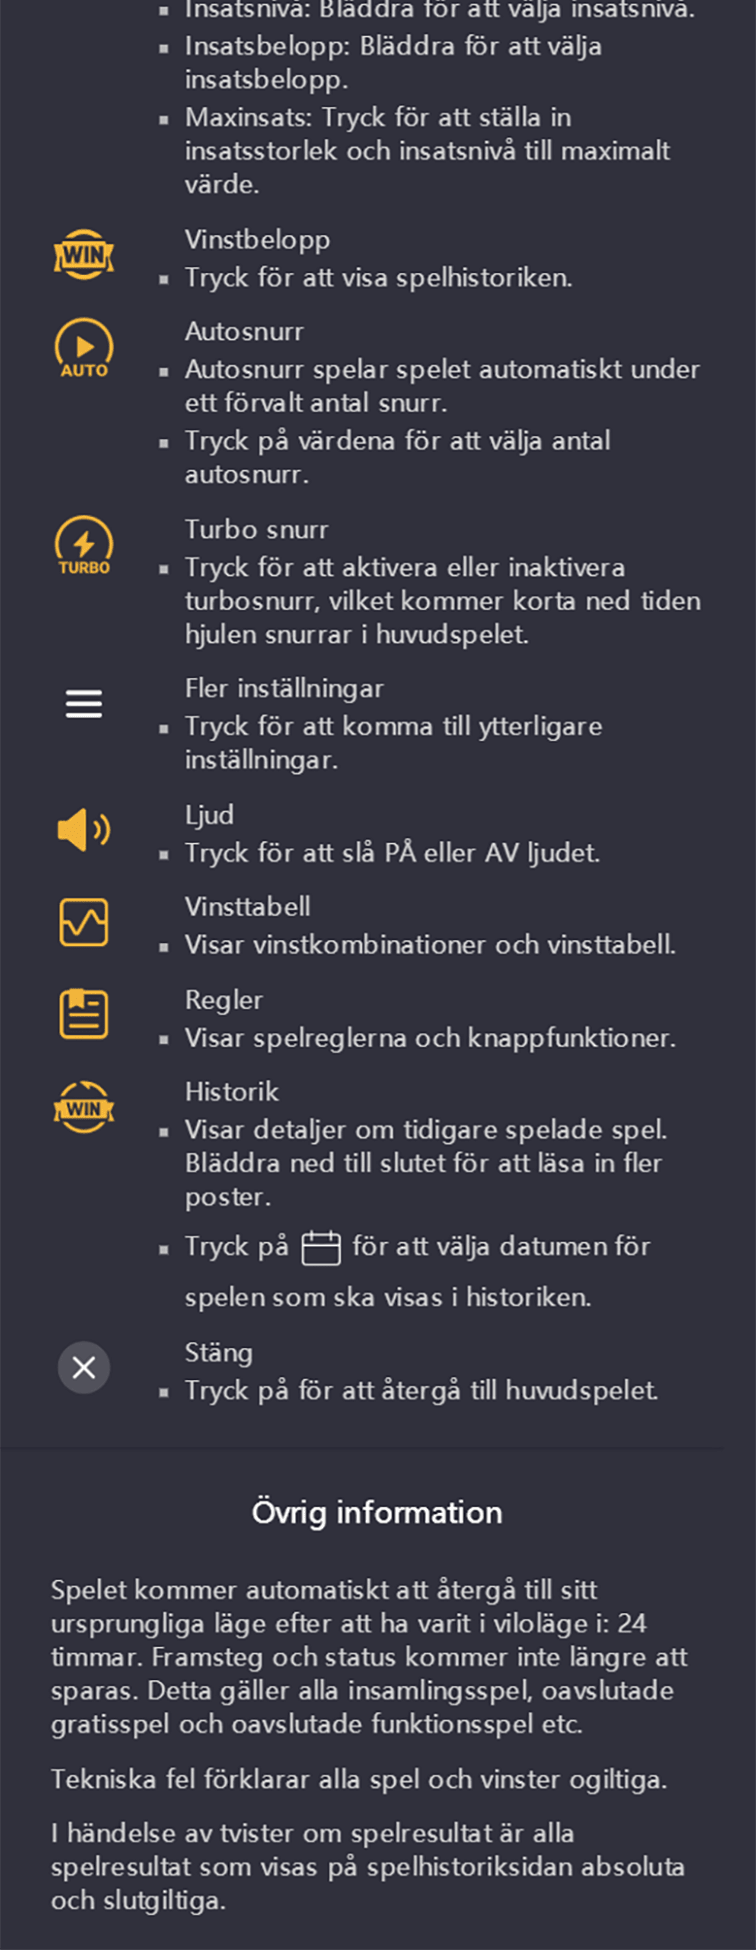 Insatsnivå: Bläddra för att välja insatsnivå.
Insatsbelopp: Bläddra för att välja
insatsbelopp.
Maxinsats: Tryck för att ställa in
insatsstorlek och insatsnivå till maximalt
värde.
WIN
Vinstbelopp
Tryck för att visa spelhistoriken.
AUTO
Autosnurr
Autosnurr spelar spelet automatiskt under
ett förvalt antal snurr.
Tryck på värdena för att välja antal
autosnurr.
TURBO
Turbo snurr
Tryck för att aktivera eller inaktivera
turbosnurr, vilket kommer korta ned tiden
hjulen snurrar i huvudspelet.
Fler inställningar
Tryck för att komma till ytterligare
inställningar.
Ljud
Tryck för att slå PÅ eller AV ljudet.
Vinsttabell
Visar vinstkombinationer och vinsttabell.
Regler
Visar spelreglerna och knappfunktioner.
WIN
Historik
Visar detaljer om tidigare spelade spel.
Bläddra ned till slutet för att läsa in fler
poster.
Tryck på för att välja datumen för
spelen som ska visas i historiken.
Stäng
Tryck på för att återgå till huvudspelet.
Övrig information
Spelet kommer automatiskt att återgå till sitt
ursprungliga läge efter att ha varit i viloläge i: 24
timmar. Framsteg och status kommer inte längre att
sparas. Detta gäller alla insamlingsspel, oavslutade
gratisspel och oavslutade funktionsspel etc.
Tekniska fel förklarar alla spel och vinster ogiltiga.
I händelse av tvister om spelresultat är alla
spelresultat som visas på spelhistoriksidan absoluta
och slutgiltiga.